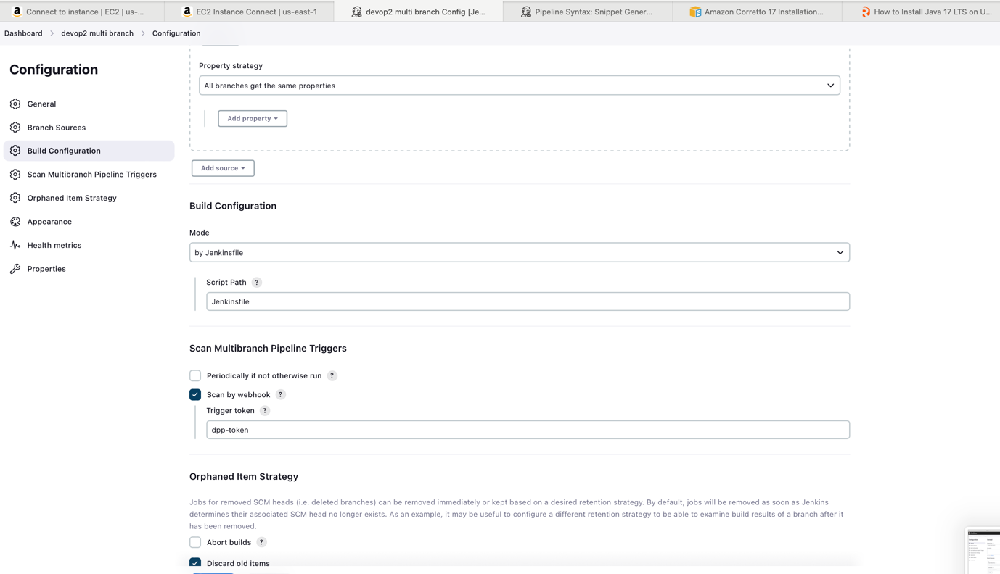 Connect to instance | EC2 | us-...
EC2 Instance Connect | us-east-1
devop2 multi branch Config [Je...
Pipeline Syntax: Snippet Gener...
Amazon Corretto 17 Installation...
How to Install Java 17 LTS on U...
Dashboard > devop2 multi branch > Configuration
Configuration
General
Branch Sources
Build Configuration
Scan Multibranch Pipeline Triggers
Orphaned Item Strategy
Appearance
Health metrics
Properties
Property strategy
All branches get the same properties
Add property
Add source
Build Configuration
Mode
by Jenkinsfile
Script Path ?
Jenkinsfile
Scan Multibranch Pipeline Triggers
Periodically if not otherwise run ?
Scan by webhook ?
Trigger token ?
dpp-token
Orphaned Item Strategy
Jobs for removed SCM heads (i.e. deleted branches) can be removed immediately or kept based on a desired retention strategy. By default, jobs will be removed as soon as Jenkins
determines their associated SCM head no longer exists. As an example, it may be useful to configure a different retention strategy to be able to examine build results of a branch after it
has been removed.
Abort builds ?
Discard old items